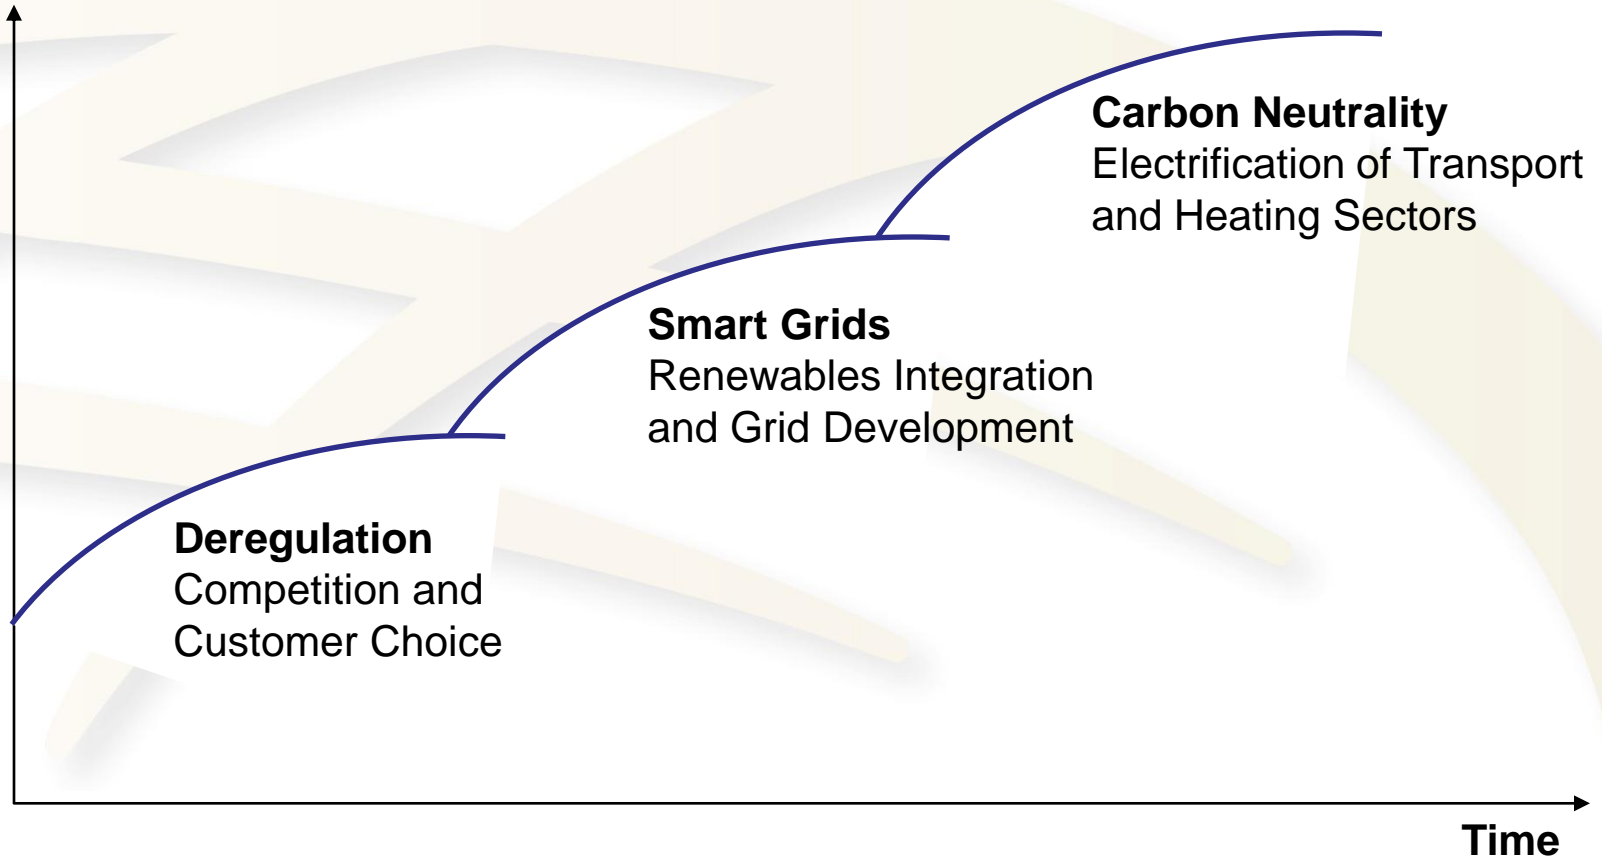 Carbon Neutrality
Electrification of Transport
and Heating Sectors
Smart Grids
Renewables Integration
and Grid Development
Deregulation
Competition and
Customer Choice
Time